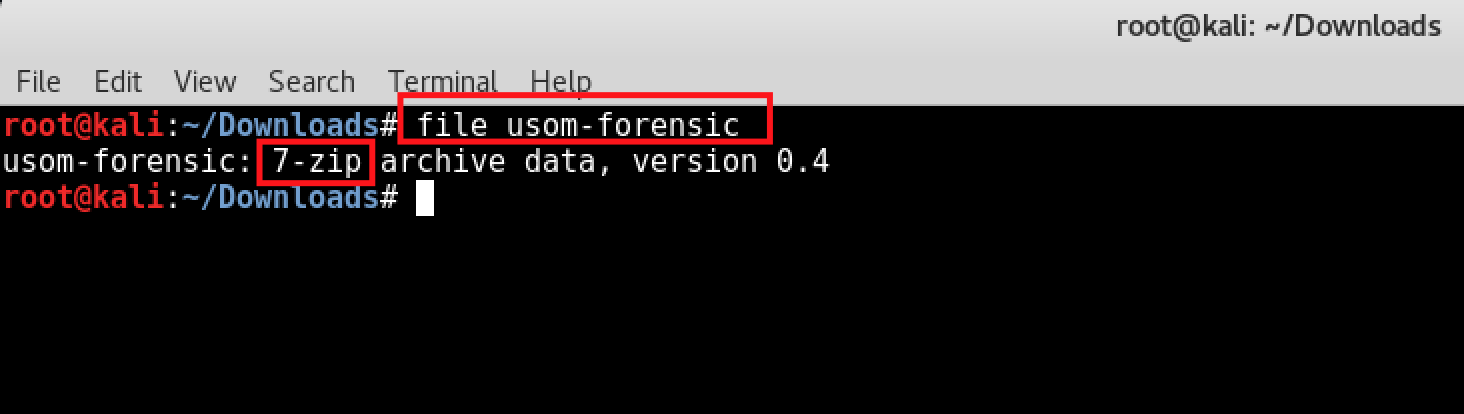 root@kali: ~/Downloads
File Edit View Search Terminal Help
root@kali:~/Downloads# file usom-forensic
usom-forensic: 7-zip archive data, version 0.4
root@kali:~/Downloads#